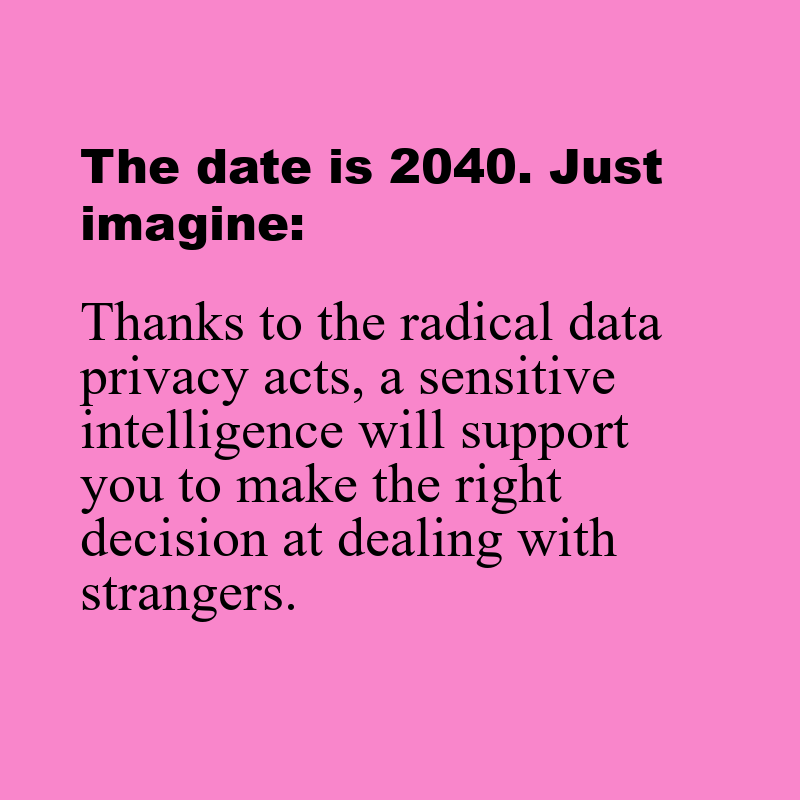 The date is 2040. Just
imagine:
Thanks to the radical data
privacy acts, a sensitive
intelligence will support
you to make the right
decision at dealing with
strangers.